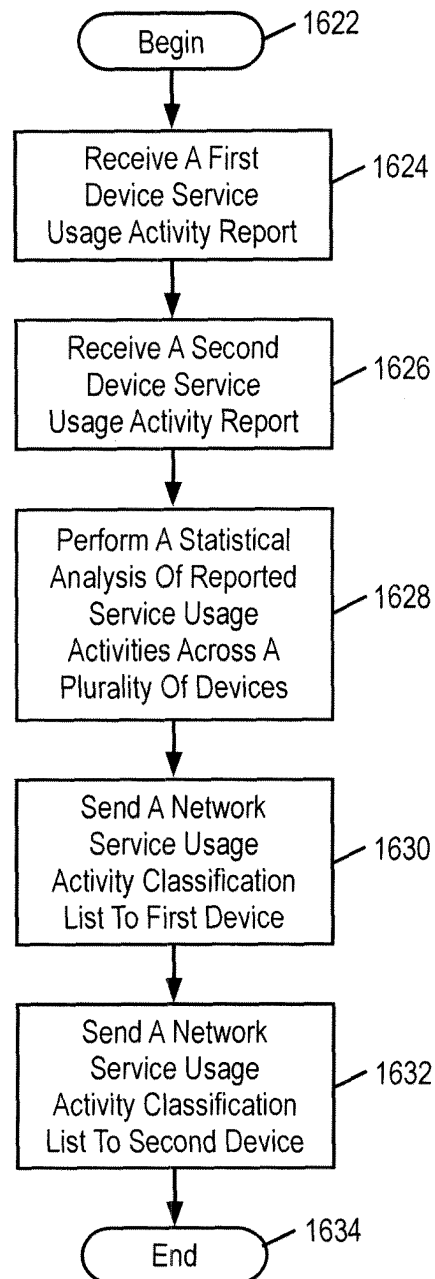 Begin
1622
Receive A First
Device Service
Usage Activity Report
1624
Receive A Second
Device Service
Usage Activity Report
1626
Perform A Statistical
Analysis Of Reported
Service Usage
Activities Across A
Plurality Of Devices
1628
Send A Network
Service Usage
Activity Classification
List To First Device
1630
Send A Network
Service Usage
Activity Classification
List To Second Device
1632
End
1634